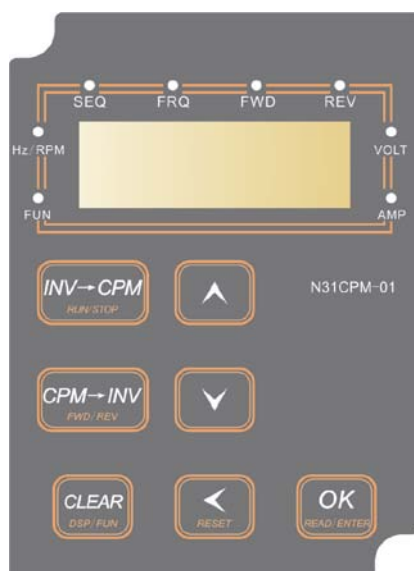 SEQ FRQ FWD REV
Hz/RPM VOLT
FUN AMP
INV→CPM
RUN/STOP
N31CPM-01
CPM→INV
FWD/REV
CLEAR
DSP/FUN
<
RESET
OK
READ/ENTER